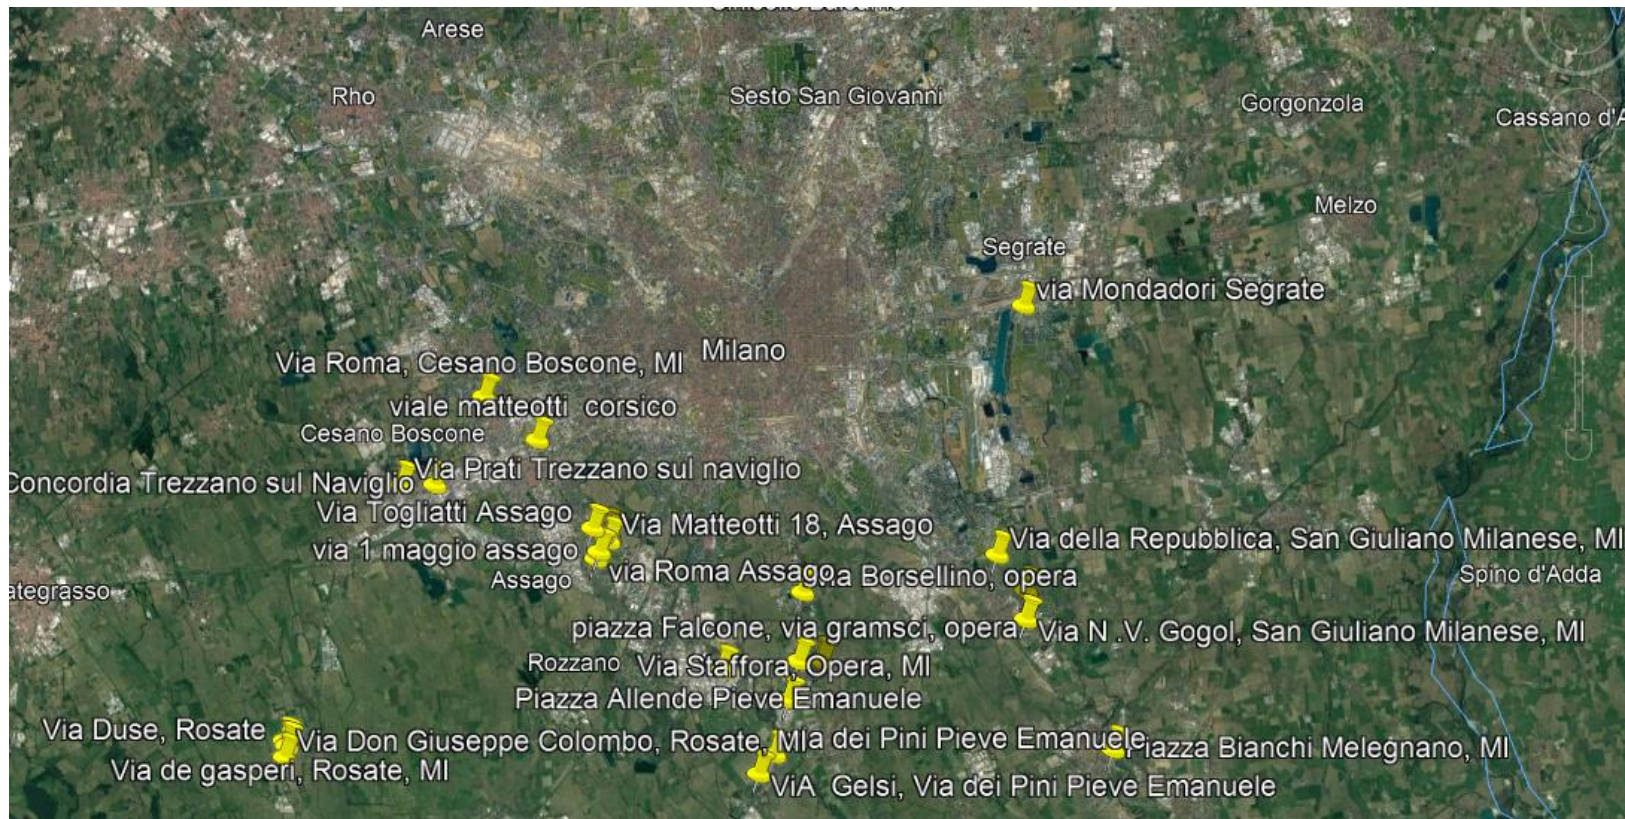 Arese
Rho
Sesto San Giovanni
Gorgonzola
Cassano d'A
Melzo
Segrate
via Mondadori Segrate
Milano
Via Roma, Cesano Boscone, MI
viale matteotti corsico
Cesano Boscone
Via Prati Trezzano sul naviglio
Concordia Trezzano sul Naviglio
Via Togliatti Assago
Via Matteotti 18, Assago
Via della Repubblica, San Giuliano Milanese, MI
via 1 maggio assago
via Roma Assago
Borsellino, opera
Assago
Spino d'Adda
ategrasso
piazza Falcone, via gramsci, opera
Via N .V. Gogol, San Giuliano Milanese, MI
Rozzano
Via Staffora, Opera, MI
Piazza Allende Pieve Emanuele
Via Duse, Rosate
Via Don Giuseppe Colombo, Rosate, MI
dei Pini Pieve Emanuele
Piazza Bianchi Melegnano, MI
Via de gasperi, Rosate, MI
ViA Gelsi, Via dei Pini Pieve Emanuele